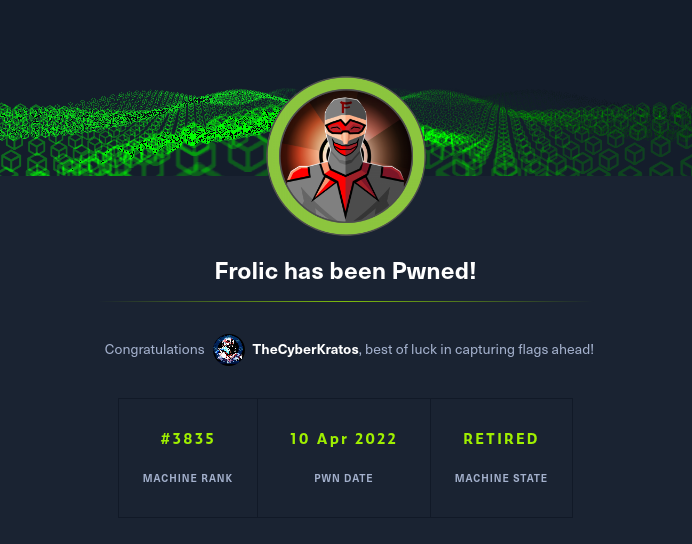 F
Frolic has been Pwned!
Congratulations TheCyberKratos, best of luck in capturing flags ahead!
#3835 10 Apr 2022 RETIRED
MACHINE RANK PWN DATE MACHINE STATE